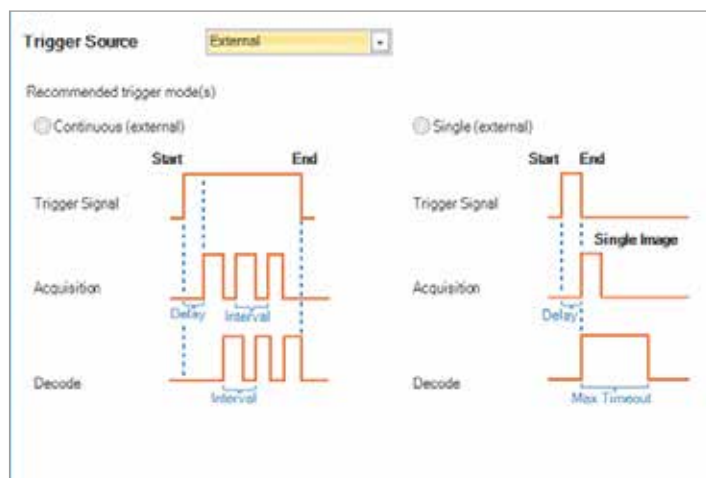 Trigger Source External
Recommended trigger mode(s)
Continuous (external) Single (external)
Start End Start End
Trigger Signal Trigger Signal
Single Image
Acquisition Acquisition
Delay Interval Delay
Decode Decode
Interval Max Timeout